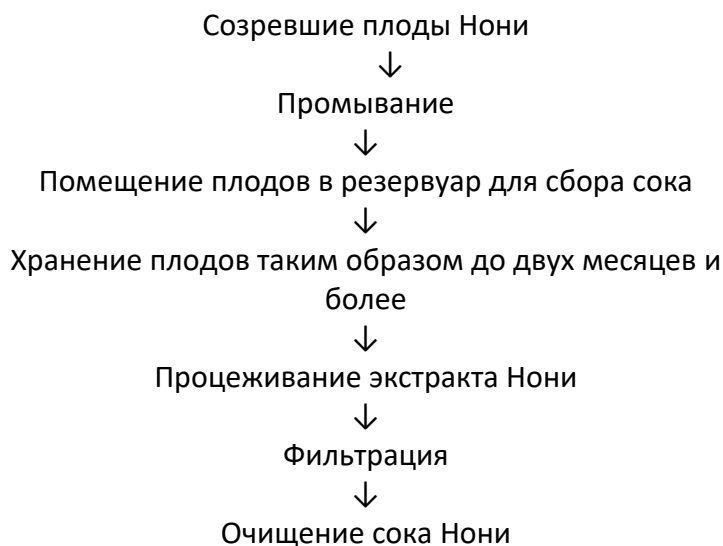 Созревшие плоды Нони
↓
Промывание
↓
Помещение плодов в резервуар для сбора сока
↓
Хранение плодов таким образом до двух месяцев и
более
↓
Процеживание экстракта Нони
↓
Фильтрация
↓
Очищение сока Нони